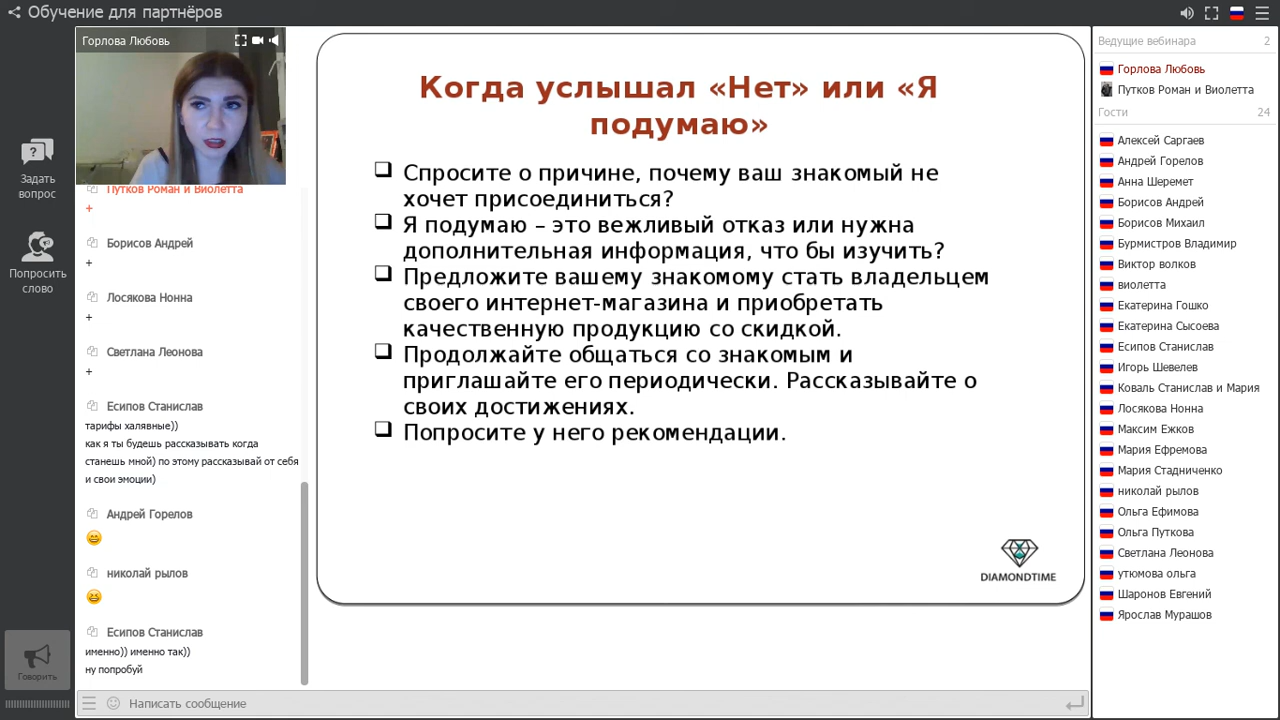 Обучение для партнёров
Горлова Любовь
Задать
вопрос
Попросить
слово
Говорить
Путков Роман и Виолетта
+
Борисов Андрей
+
Лосякова Нонна
+
Светлана Леонова
+
Есипов Станислав
тарифы халявные))
как я ты будешь рассказывать когда
станешь мной) по этому рассказывай от себя
и свои эмоции)
Андрей Горелов
николай рылов
Есипов Станислав
именно)) именно так))
ну попробуй
Написать сообщение
Когда услышал «Нет» или «Я
подумаю»
Спросите о причине, почему ваш знакомый не
хочет присоединиться?
Я подумаю – это вежливый отказ или нужна
дополнительная информация, что бы изучить?
Предложите вашему знакомому стать владельцем
своего интернет-магазина и приобретать
качественную продукцию со скидкой.
Продолжайте общаться со знакомым и
приглашайте его периодически. Рассказывайте о
своих достижениях.
Попросите у него рекомендации.
DIAMONDTIME
Ведущие вебинара 2
Горлова Любовь
Путков Роман и Виолетта
Гости 24
Алексей Саргаев
Андрей Горелов
Анна Шеремет
Борисов Андрей
Борисов Михаил
Бурмистров Владимир
Виктор волков
виолетта
Екатерина Гошко
Екатерина Сысоева
Есипов Станислав
Игорь Шевелев
Коваль Станислав и Мария
Лосякова Нонна
Максим Ежков
Мария Ефремова
Мария Стадниченко
николай рылов
Ольга Ефимова
Ольга Путкова
Светлана Леонова
утюмова ольга
Шаронов Евгений
Ярослав Мурашов